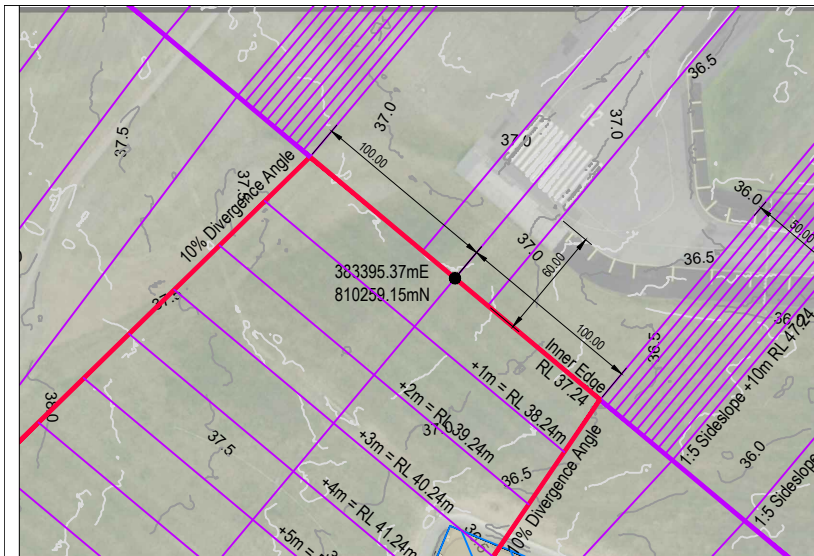 36.5
37.0
37.5
37.0
37.0
100.00
10% Divergence Angle
36.0
50.00
37.0
60.00
36.5
383395.37mE
810259.15mN
100.00
36.5
Inner Edge
RL 37.24
+1m = RL 38.24m
1:5 Sideslope +10m RL 47.24
38.0
+2m = RL 39.24m
37.5
+3m = RL 40.24m
36.5
36.0
10% Divergence Angle
+4m = RL 41.24m
1:5 Sideslope
+5m =